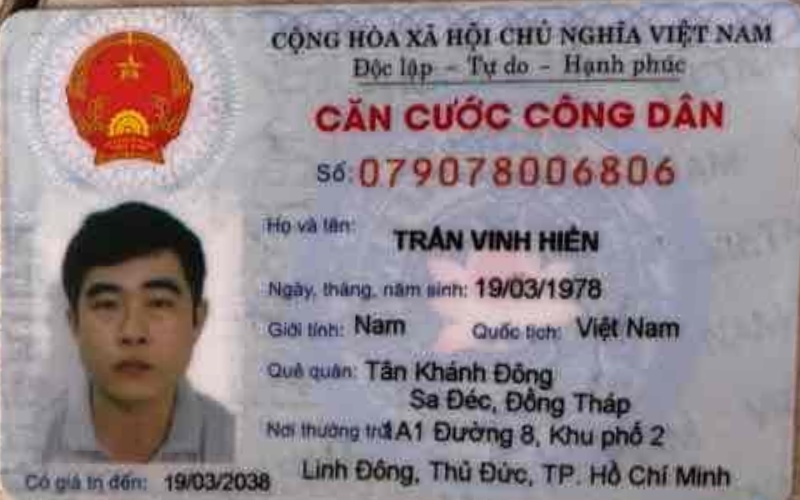 CỘNG HÒA XÃ HỘI CHỦ NGHĨA VIỆT NAM
Độc lập - Tự do - Hạnh phúc
CĂN CƯỚC CÔNG DÂN
Số: 079078006806
Họ và tên: TRẦN VINH HIỂN
Ngày, tháng, năm sinh: 19/03/1978
Giới tính: Nam Quốc tịch: Việt Nam
Quê quán: Tân Khánh Đông
Sa Đéc, Đồng Tháp
Nơi thường trú: A1 Đường 8, Khu phố 2
Linh Đông, Thủ Đức, TP. Hồ Chí Minh
Có giá trị đến: 19/03/2038